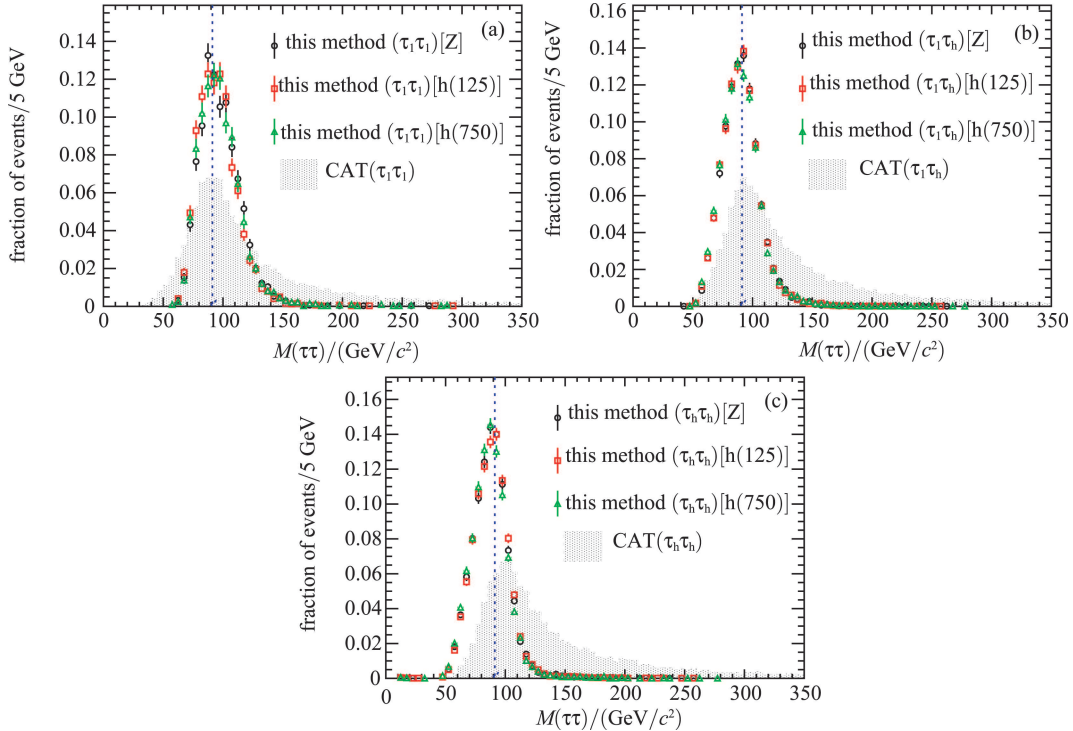 (a)
fraction of events/5 GeV
0.14
0.12
0.10
0.08
0.06
0.04
0.02
0
this method (τ₁τ₁)[Z]
this method (τ₁τ₁)[h(125)]
this method (τ₁τ₁)[h(750)]
CAT(τ₁τ₁)
0 50 100 150 200 250 300 350
M(ττ)/(GeV/c²)
(b)
fraction of events/5 GeV
0.16
0.14
0.12
0.10
0.08
0.06
0.04
0.02
0
this method (τ₁τₕ)[Z]
this method (τ₁τₕ)[h(125)]
this method (τ₁τₕ)[h(750)]
CAT(τ₁τₕ)
0 50 100 150 200 250 300 350
M(ττ)/(GeV/c²)
(c)
fraction of events/5 GeV
0.16
0.14
0.12
0.10
0.08
0.06
0.04
0.02
0
this method (τₕτₕ)[Z]
this method (τₕτₕ)[h(125)]
this method (τₕτₕ)[h(750)]
CAT(τₕτₕ)
0 50 100 150 200 250 300 350
M(ττ)/(GeV/c²)